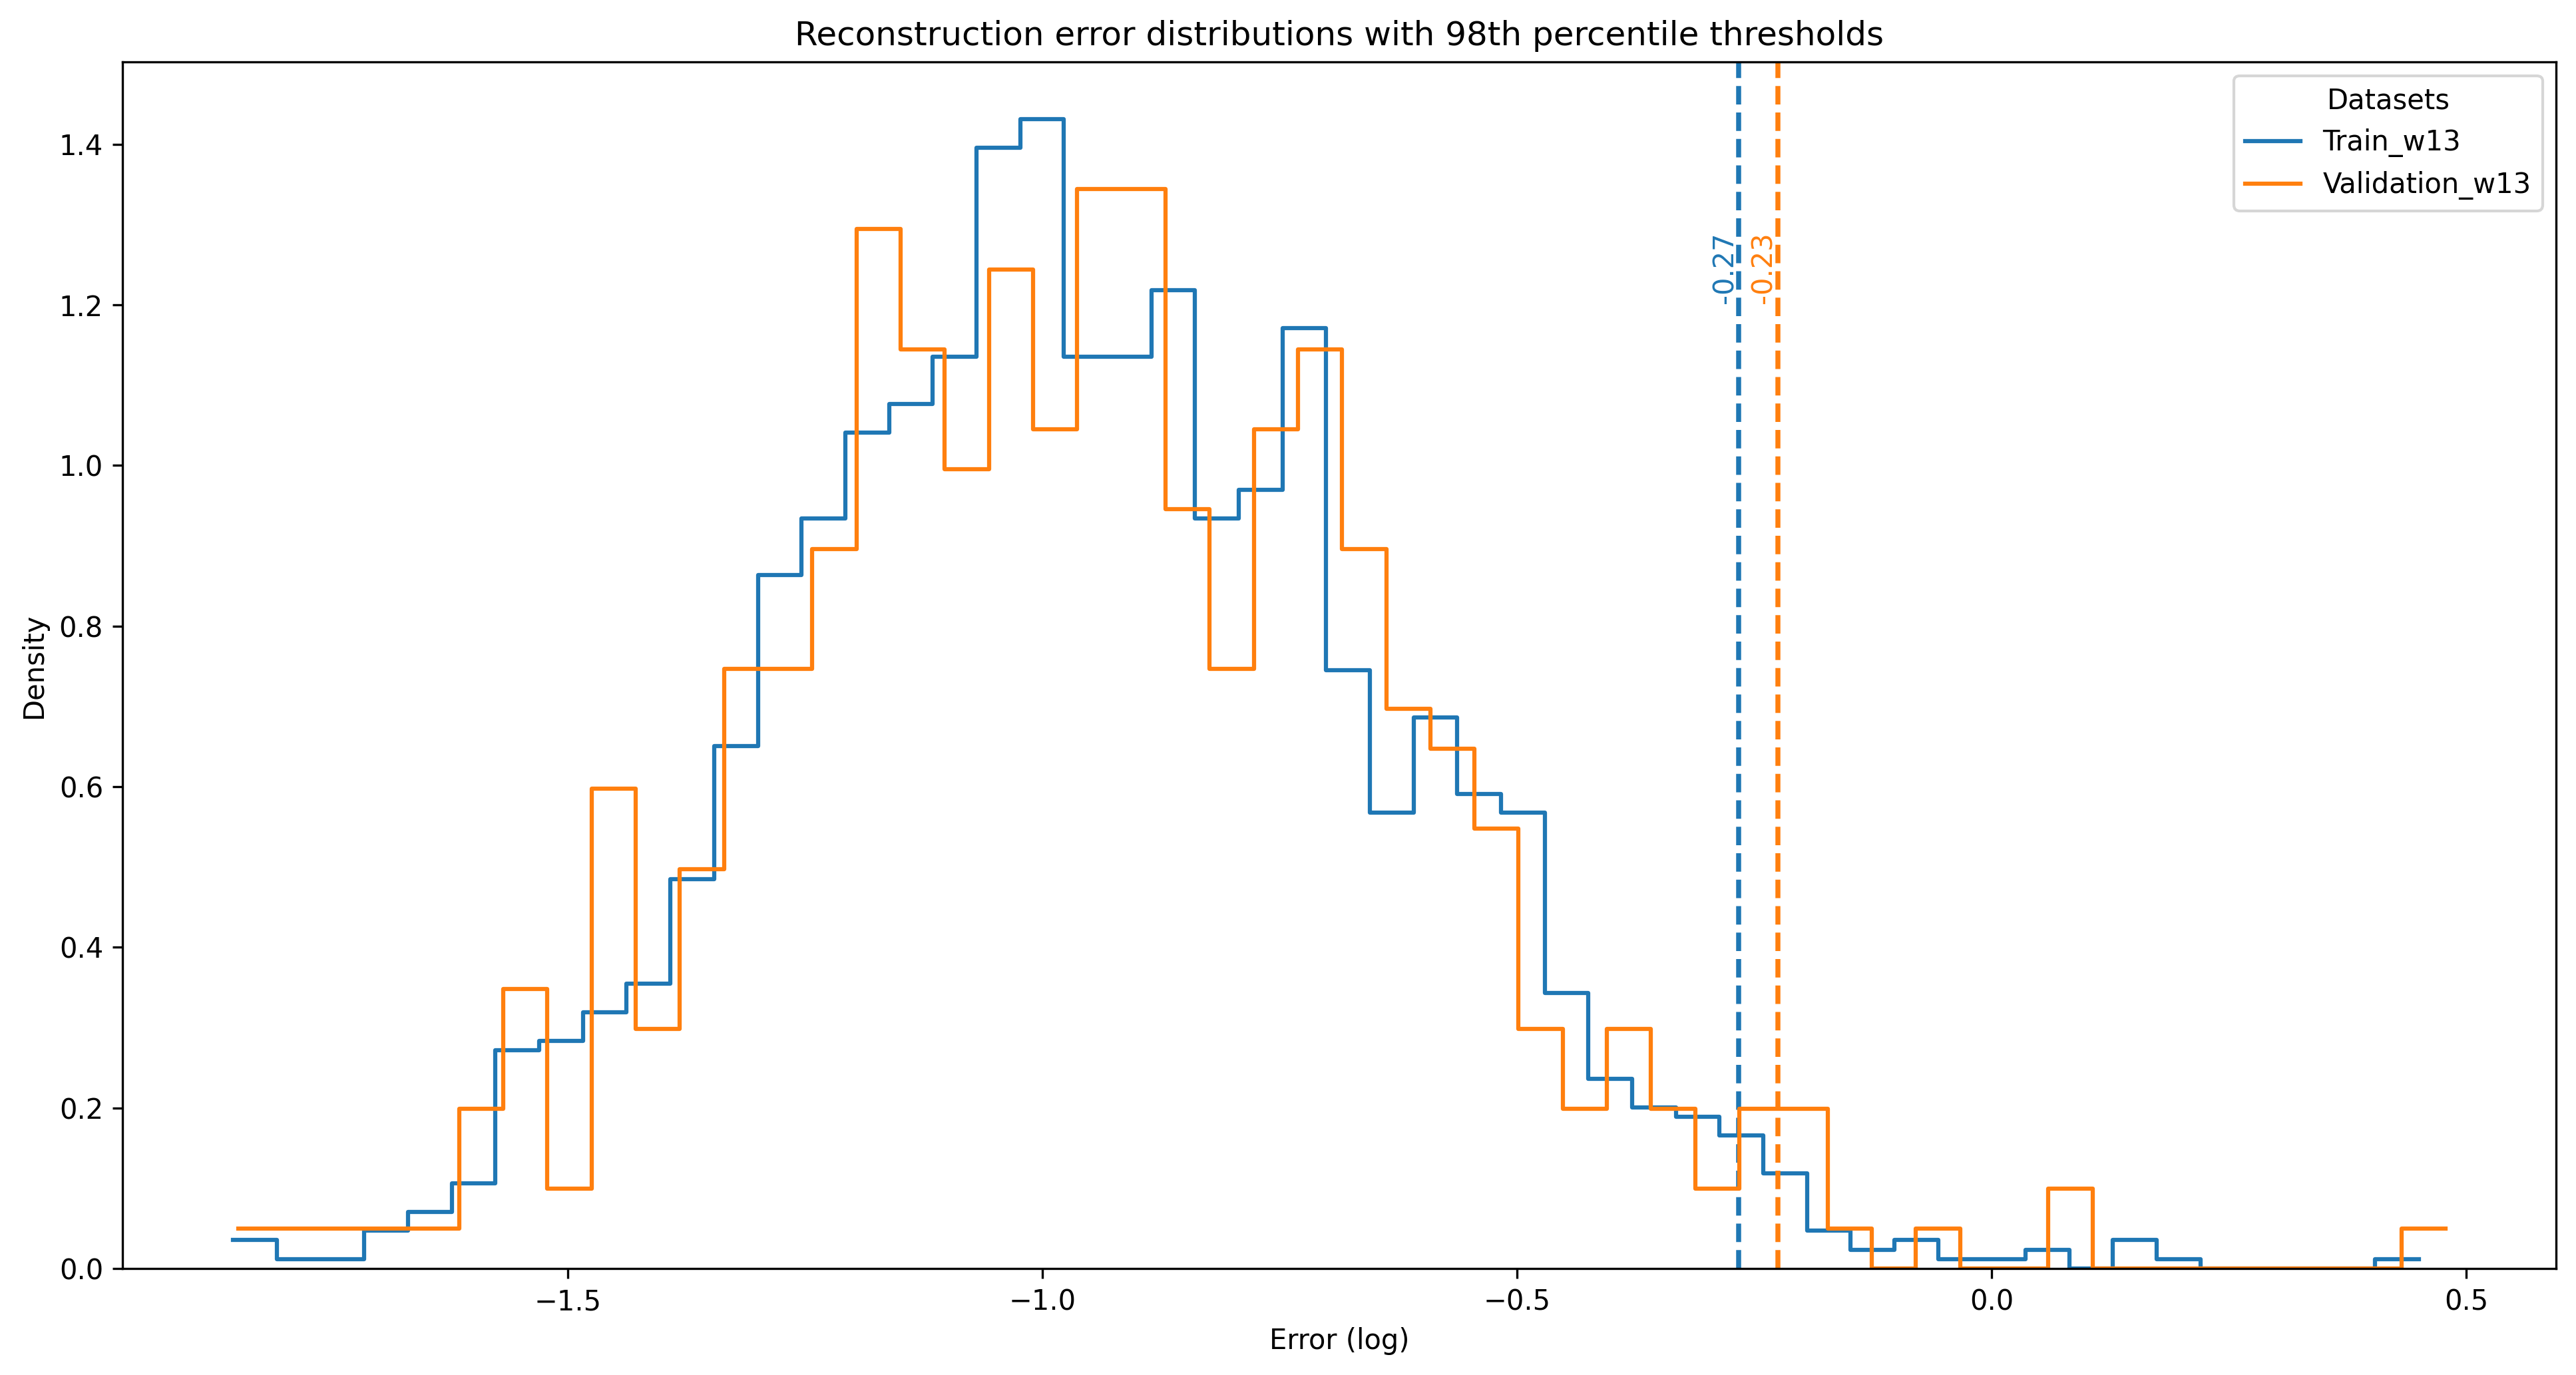 Reconstruction error distributions with 98th percentile thresholds
Datasets
Train_w13
Validation_w13
-0.27
-0.23
Density
1.4
1.2
1.0
0.8
0.6
0.4
0.2
0.0
−1.5
−1.0
−0.5
0.0
0.5
Error (log)